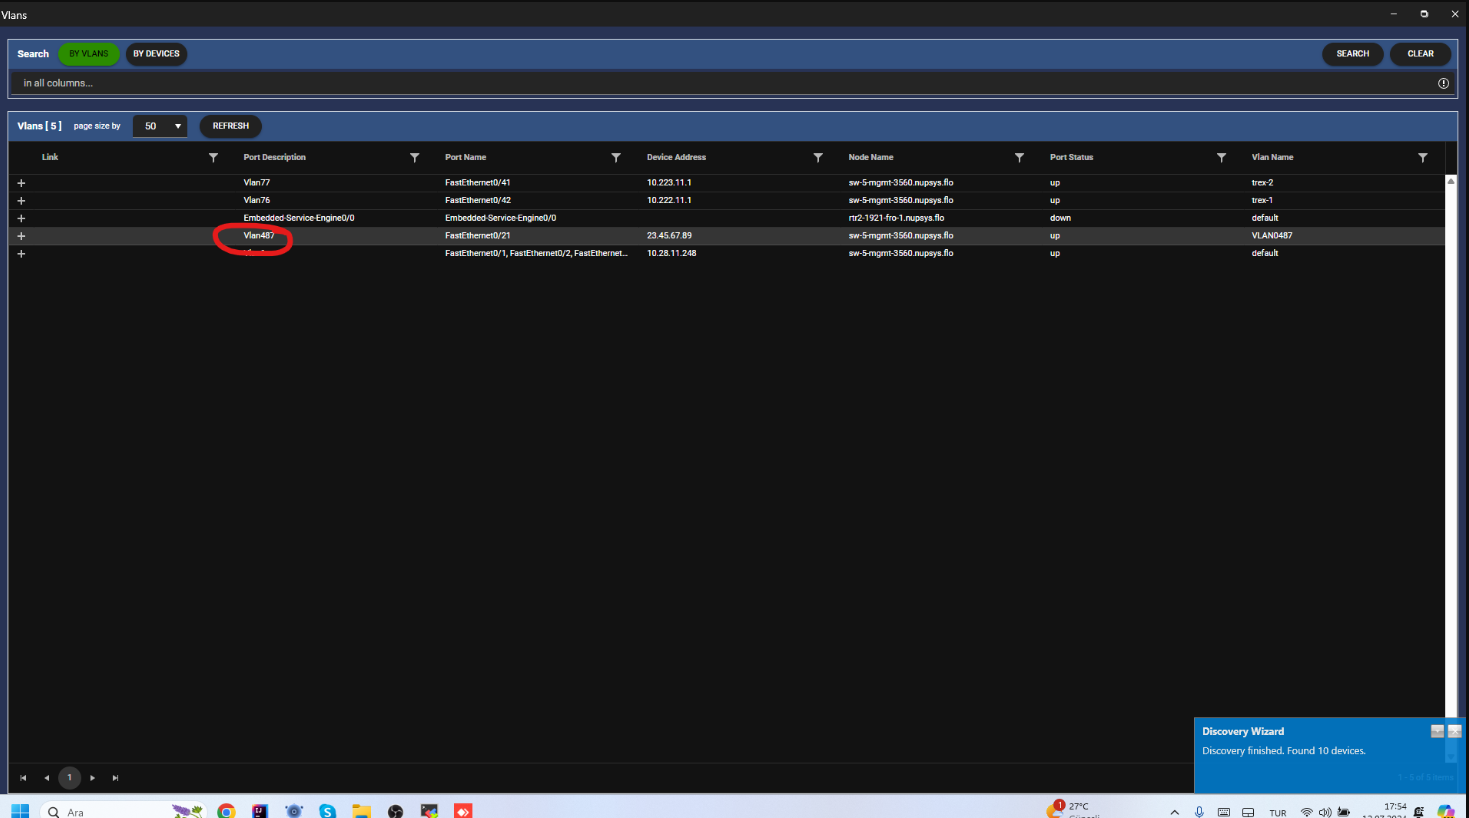 Vlans
Search BY VLANS BY DEVICES SEARCH CLEAR
in all columns...
Vlans [ 5 ] page size by 50 REFRESH
Link Port Description Port Name Device Address Node Name Port Status Vlan Name
Vlan77 FastEthernet0/41 10.223.11.1 sw-5-mgmt-3560.nupsys.flo up trex-2
Vlan76 FastEthernet0/42 10.222.11.1 sw-5-mgmt-3560.nupsys.flo up trex-1
Embedded-Service-Engine0/0 Embedded-Service-Engine0/0 rtr2-1921-fro-1.nupsys.flo down default
Vlan487 FastEthernet0/21 23.45.67.89 sw-5-mgmt-3560.nupsys.flo up VLAN0487
FastEthernet0/1, FastEthernet0/2, FastEthernet... 10.28.11.248 sw-5-mgmt-3560.nupsys.flo up default
Discovery Wizard
Discovery finished. Found 10 devices.
1
Ara 1 27°C TUR 17:54